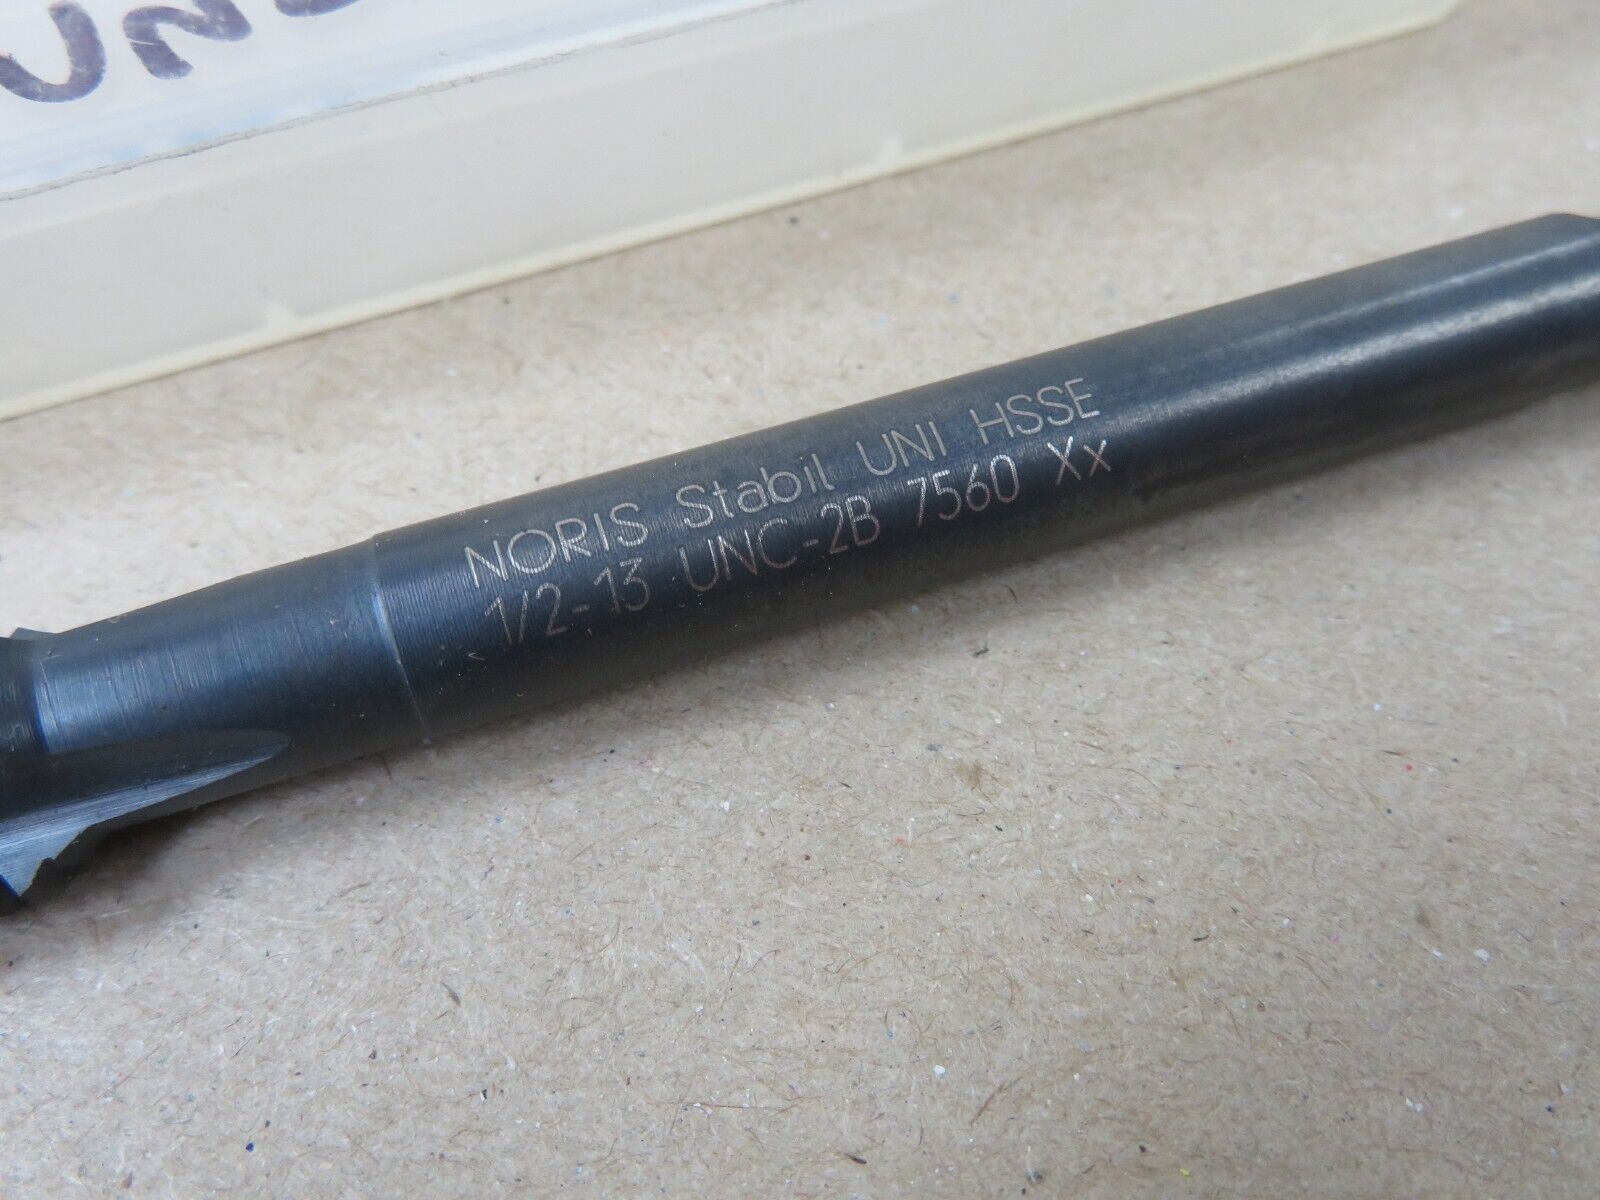 NORIS Stabil UNI HSSE
1/2-13 UNC-2B 7560 Xx